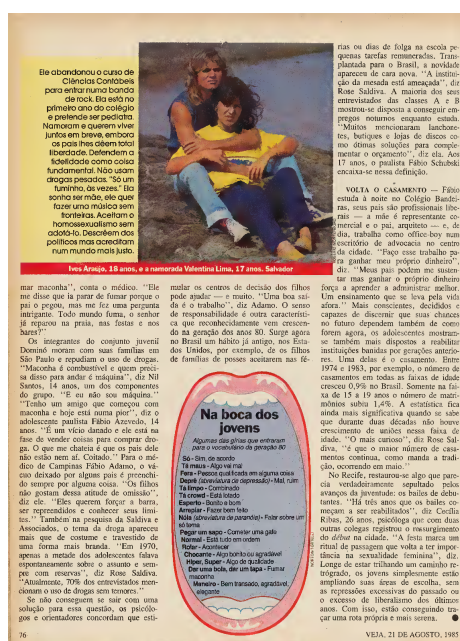 Ele abandonou o curso de
Ciências Contábeis
para entrar numa banda
de rock. Ela está no
primeiro ano do colégio
e pretende ser pediatra.
Namoram e querem viver
juntos em breve, embora
os pais lhes dêem total
liberdade. Defendem a
fidelidade como coisa
fundamental. Não usam
drogas pesadas. "Só um
fuminho, às vezes." Ela
sonha ser mãe, ele quer
fazer uma música sem
fronteiras. Aceitam o
homossexualismo sem
adotá-lo. Descrêem dos
políticos mas acreditam
num mundo mais justo.
Ives Araújo, 18 anos, e a namorada Valentina Lima, 17 anos. Salvador
mar maconha", conta o médico. "Ele
me disse que ia parar de fumar porque o
pai o pegou, mas me fez uma pergunta
intrigante. Todo mundo fuma, o senhor
já reparou na praia, nas festas e nos
bares?"
Os integrantes do conjunto juvenil
Dominó moram com suas famílias em
São Paulo e repudiam o uso de drogas.
"Maconha é combustível e quem preci-
sa disso para andar é máquina", diz Nil
Santos, 14 anos, um dos componentes
do grupo. "E eu não sou máquina."
"Tenho um amigo que começou com
maconha e hoje está numa pior", diz o
adolescente paulista Fábio Azevedo, 14
anos. "É um vício danado e ele está na
fase de vender coisas para comprar dro-
ga. O que me chateia é que os pais dele
não estão nem aí. Coitado." Para o mé-
dico de Campinas Fábio Adamo, o vá-
cuo deixado por alguns pais é preenchi-
do sempre por alguma coisa. "Os filhos
não gostam dessa atitude de omissão",
diz ele. "Eles querem forçar a barra,
ser repreendidos e conhecer seus limi-
tes." Também na pesquisa da Saldiva e
Associados, o tema da droga aparece
mais que de costume e travestido de
uma forma mais branda. "Em 1970,
apenas a metade dos adolescentes falava
espontaneamente sobre o assunto e sem-
pre com reservas", diz Rose Saldiva.
"Atualmente, 70% dos entrevistados men-
cionam o uso de drogas sem temores."
Se não conseguem se sair com uma
solução para essa questão, os psicólo-
gos e orientadores concordam que esti-
mular os centros de decisão dos filhos
pode ajudar — e muito. "Uma boa saí-
da é o trabalho", diz Adamo. O senso
de responsabilidade é outra característi-
ca que reconhecidamente vem crescen-
do na geração dos anos 80. Surge agora
no Brasil um hábito já antigo, nos Esta-
dos Unidos, por exemplo, de os filhos
de famílias de posses aceitarem nas fé-
Na boca dos
jovens
Algumas das gírias que entraram
para o vocabulário da geração 80
Só - Sim, de acordo
Tá maus - Algo vai mal
Fera - Pessoa qualificada em alguma coisa
Deprê (abreviatura de depressão) - Mal, ruim
Tá limpo - Combinado
Tá crowd - Está lotado
Esperto - Bonito e bom
Arrepiar - Fazer bem feito
Nóia (abreviatura de paranóia) - Falar sobre um
só
Pegar um sapo - Cometer uma gafe
Normal - Está tudo em ordem
Rofer - Acontecer
Chocante - Algo bonito ou agradável
Hiper, Super - Algo de qualidade
Dar uma bola, dar um tapa - Fumar
maconha
Maneiro - Bem transado, agradável,
elegante
rias ou dias de folga na escola pe-
quenas tarefas remuneradas. Trans-
plantada para o Brasil, a novidade
apareceu de cara nova. "A institui-
ção da mesada está ameaçada", diz
Rose Saldiva. A maioria dos seus
entrevistados das classes A e B
mostrou-se disposta a conseguir em-
pregos noturnos enquanto estuda.
"Muitos mencionaram lanchone-
tes, butiques e lojas de discos co-
mo ótimas soluções para comple-
mentar o orçamento", diz ela. Aos
17 anos, o paulista Fábio Schubski
encaixa-se nessa definição.
VOLTA O CASAMENTO — Fábio
estuda à noite no Colégio Bandei-
ras, seus pais são profissionais libe-
rais — a mãe é representante co-
mercial e o pai, arquiteto — e, de
dia, trabalha como office-boy num
escritório de advocacia no centro
da cidade. "Faço esse trabalho pa-
ra ganhar meu próprio dinheiro",
diz. "Meus pais podem me susten-
tar mas ganhar o próprio dinheiro
força a aprender a administrar melhor.
Um ensinamento que se leva pela vida
afora." Mais conscientes, decididos e
capazes de discernir que suas chances
no futuro dependem também de como
forem agora, os adolescentes mostram-
se também mais dispostos a reabilitar
instituições banidas por gerações anterio-
res. Uma delas é o casamento. Entre
1974 e 1983, por exemplo, o número de
casamentos em todas as faixas de idade
cresceu 0,9% no Brasil. Somente na fai-
xa de 15 a 19 anos o número de matri-
mônios subiu 1,4%. A estatística fica
ainda mais significativa quando se sabe
que durante duas décadas não houve
crescimento de uniões nessa faixa de
idade. "O mais curioso", diz Rose Sal-
diva, "é que o maior número de casa-
mentos continua, como manda a tradi-
ção, ocorrendo em maio."
No Recife, restaurou-se algo que pare-
cia verdadeiramente sepultado pelos
avanços da juventude: os bailes de debu-
tantes. "Há três anos que os bailes co-
meçam a ser reabilitados", diz Cecília
Ribas, 26 anos, psicóloga que com duas
outras colegas registrou o ressurgimento
do début na cidade. "A festa marca um
ritual de passagem que volta a ter impor-
tância na sexualidade feminina", diz.
Longe de estar trilhando um caminho re-
trógrado, os jovens simplesmente estão
ampliando suas áreas de escolha, sem
as repressões excessivas do passado ou
o excesso de liberalismo dos últimos
anos. Com isso, estão conseguindo tra-
çar uma rota própria e mais serena.
76
VEJA, 21 DE AGOSTO, 1985